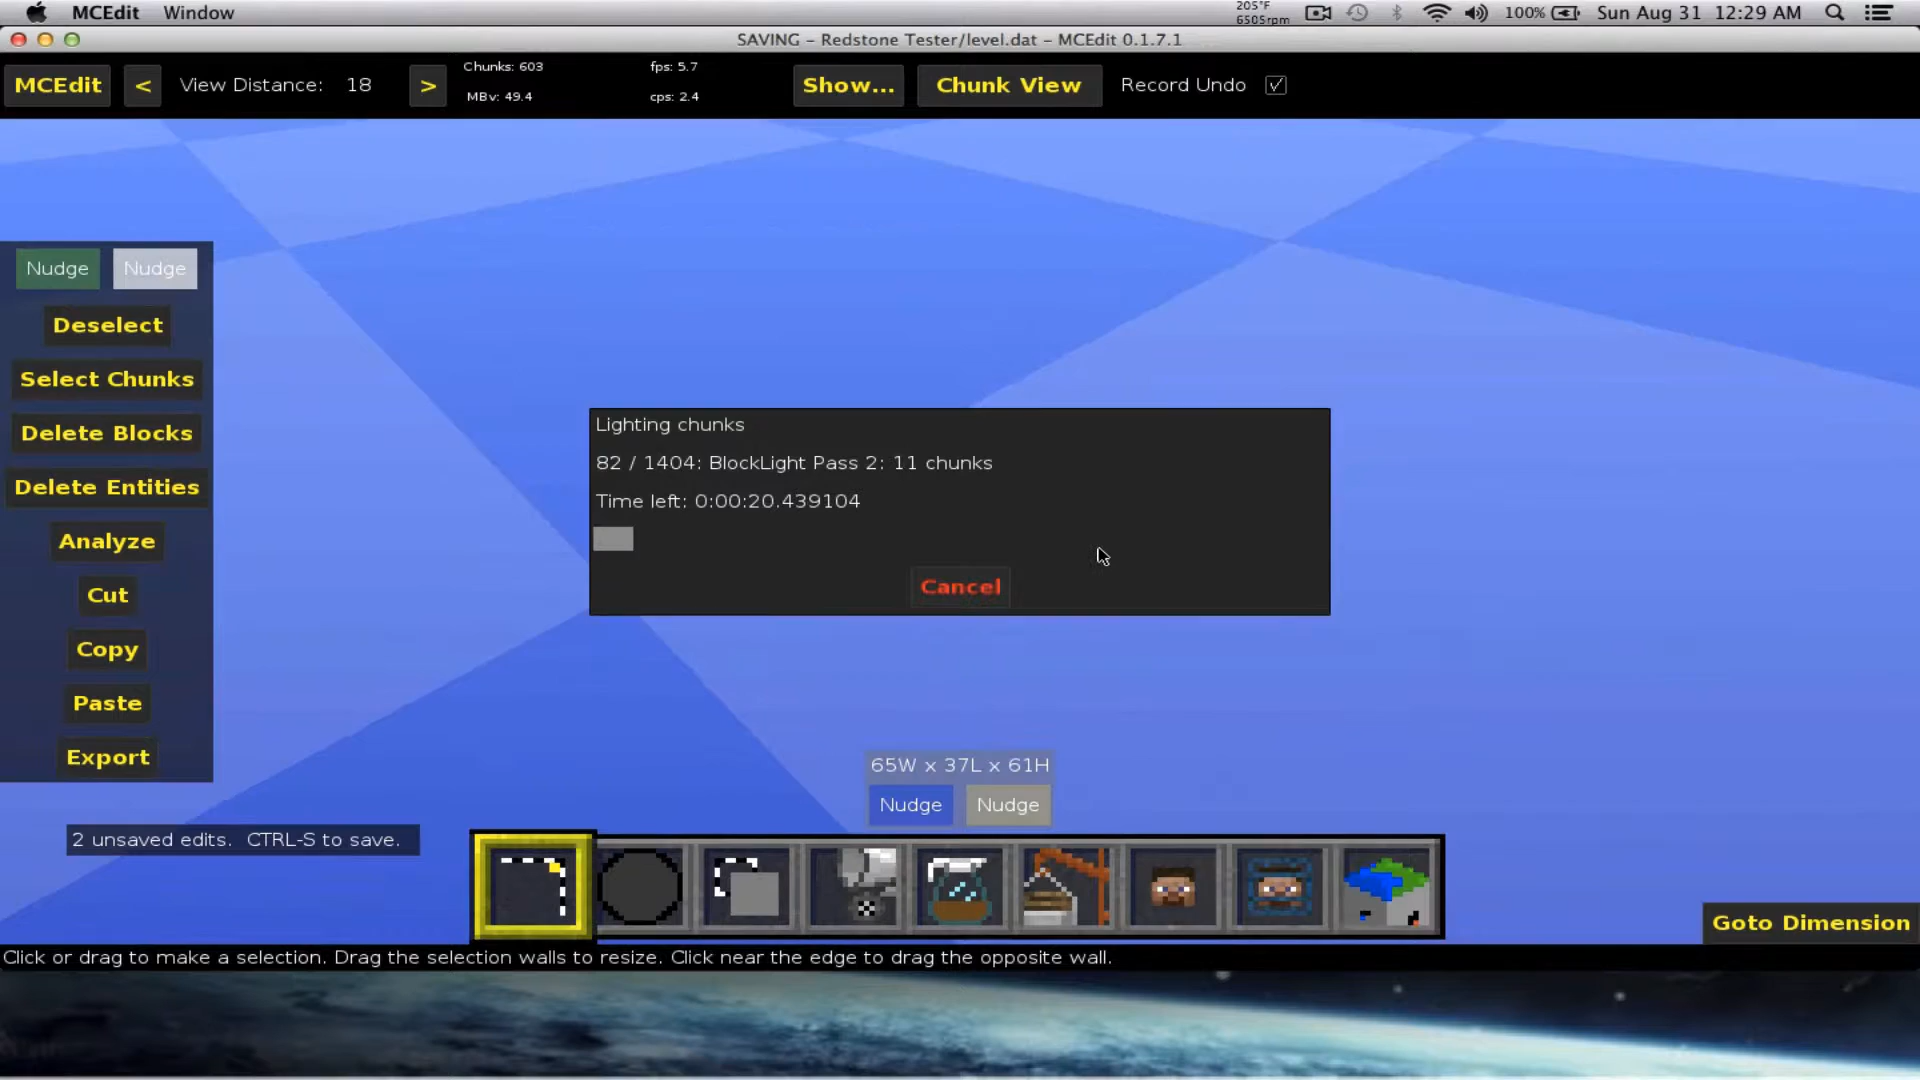 MCEdit Window
205°F
6505rpm
100%
Sun Aug 31 12:29 AM
SAVING - Redstone Tester/level.dat - MCEdit 0.1.7.1
MCEdit < View Distance: 18 >
Chunks: 603
MBv: 49.4
fps: 5.7
cps: 2.4
Show...
Chunk View
Record Undo
Nudge Nudge
Deselect
Select Chunks
Delete Blocks
Delete Entities
Analyze
Cut
Copy
Paste
Export
Lighting chunks
82 / 1404: BlockLight Pass 2: 11 chunks
Time left: 0:00:20.439104
Cancel
65W x 37L x 61H
Nudge Nudge
2 unsaved edits. CTRL-S to save.
Goto Dimension
Click or drag to make a selection. Drag the selection walls to resize. Click near the edge to drag the opposite wall.